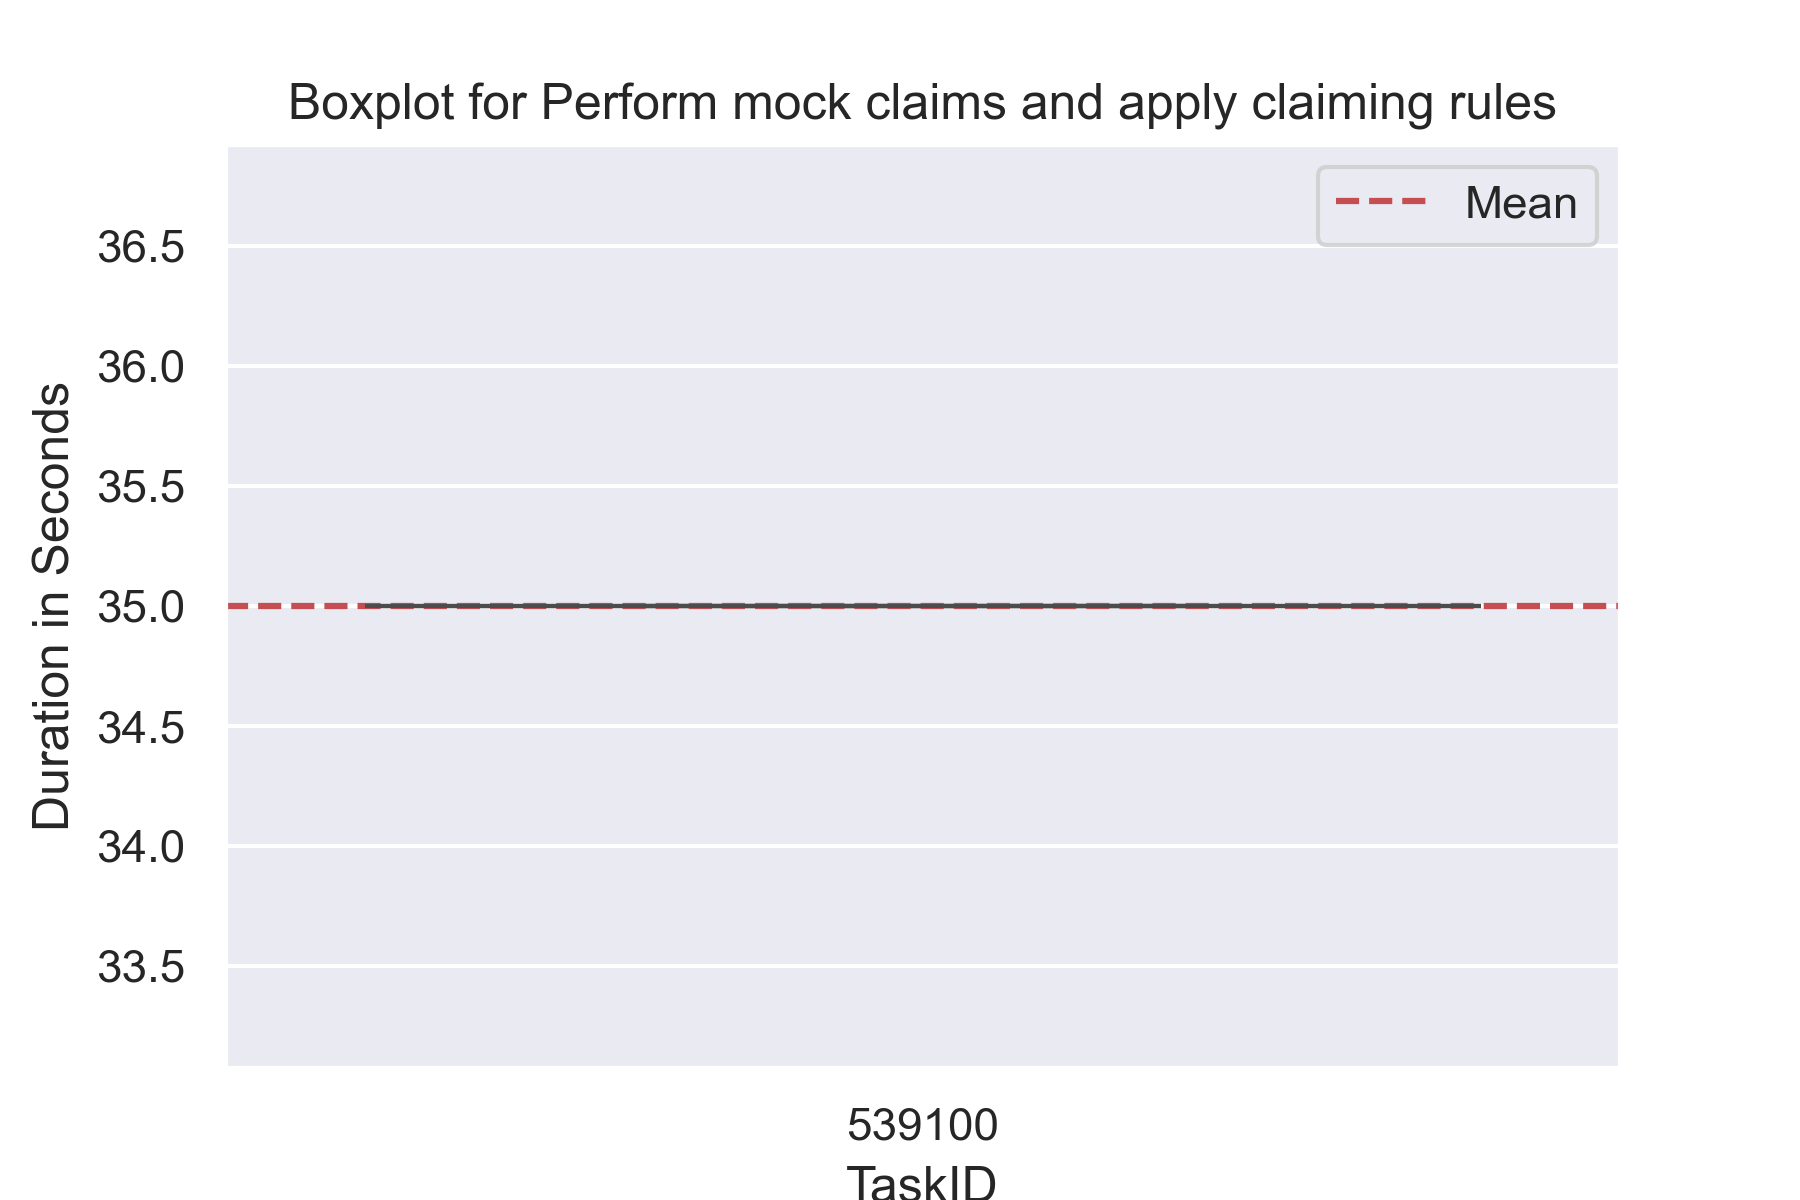 Boxplot for Perform mock claims and apply claiming rules
Mean
36.5
36.0
35.5
35.0
34.5
34.0
33.5
Duration in Seconds
539100
TaskID